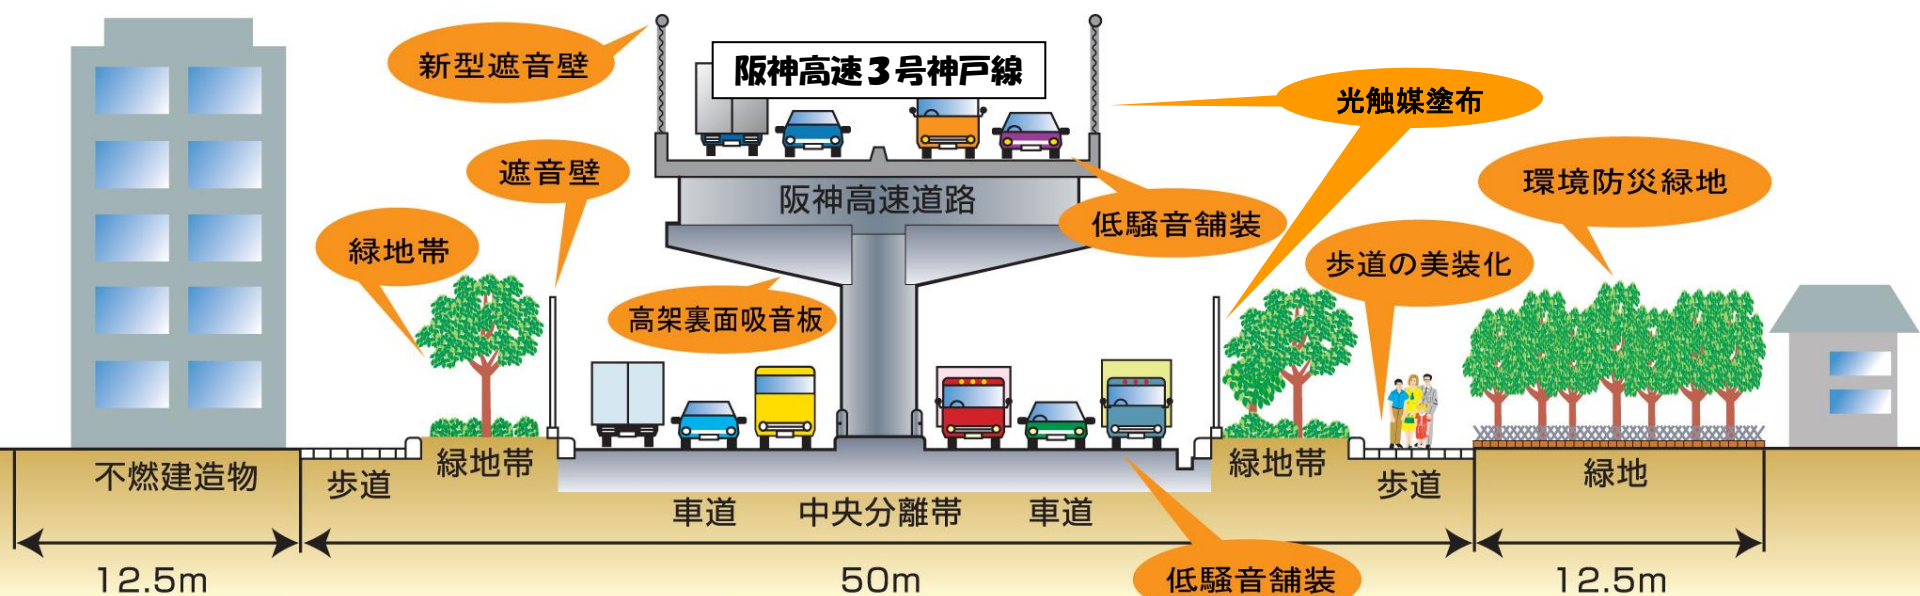 新型遮音壁
阪神高速3号神戸線
光触媒塗布
遮音壁
環境防災緑地
阪神高速道路
低騒音舗装
緑地帯
歩道の美装化
高架裏面吸音板
不燃建造物
歩道
緑地帯
車道
中央分離帯
車道
緑地帯
歩道
緑地
12.5m
50m
低騒音舗装
12.5m